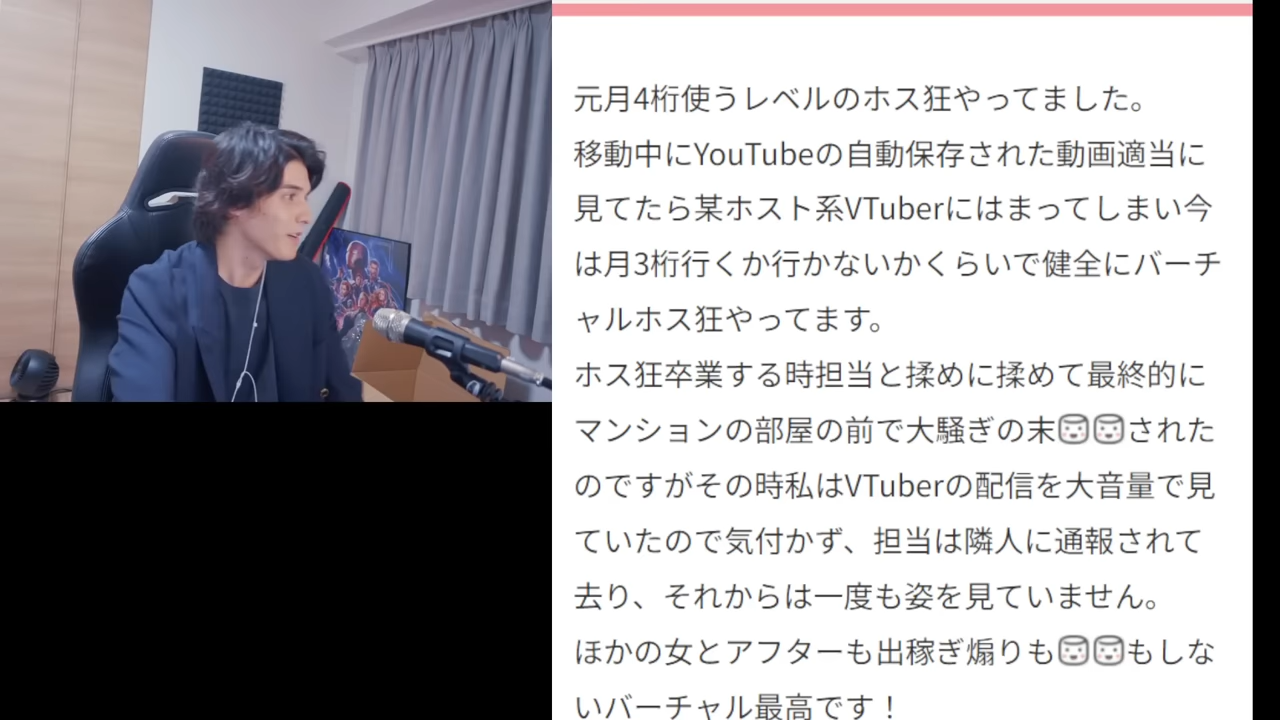 元月4桁使うレベルのホス狂やってました。
移動中にYouTubeの自動保存された動画適当に
見てたら某ホスト系VTuberにはまってしまい今
は月3桁行くか行かないかくらいで健全にバーチ
ャルホス狂やってます。
ホス狂卒業する時担当と揉めに揉めて最終的に
マンションの部屋の前で大騒ぎの末された
のですがその時私はVTuberの配信を大音量で見
ていたので気付かず、担当は隣人に通報されて
去り、それからは一度も姿を見ていません。
ほかの女とアフターも出稼ぎ煽りももしな
いバーチャル最高です！